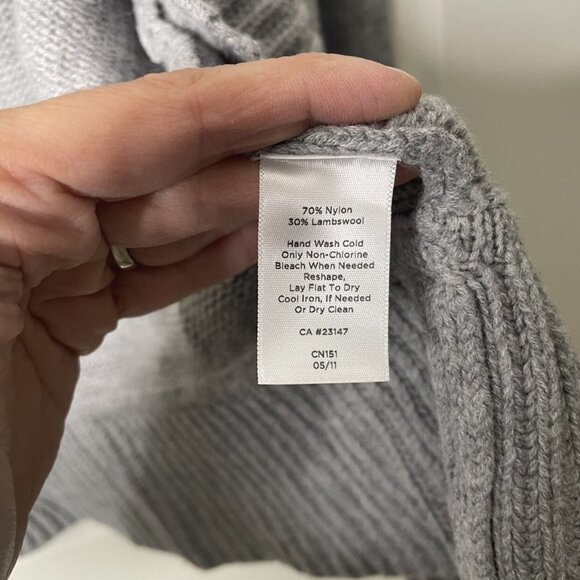 70% Nylon
30% Lambswool
Hand Wash Cold
Only Non-Chlorine
Bleach When Needed
Reshape,
Lay Flat To Dry
Cool Iron, If Needed
Or Dry Clean
CA #23147
CN151
05/11